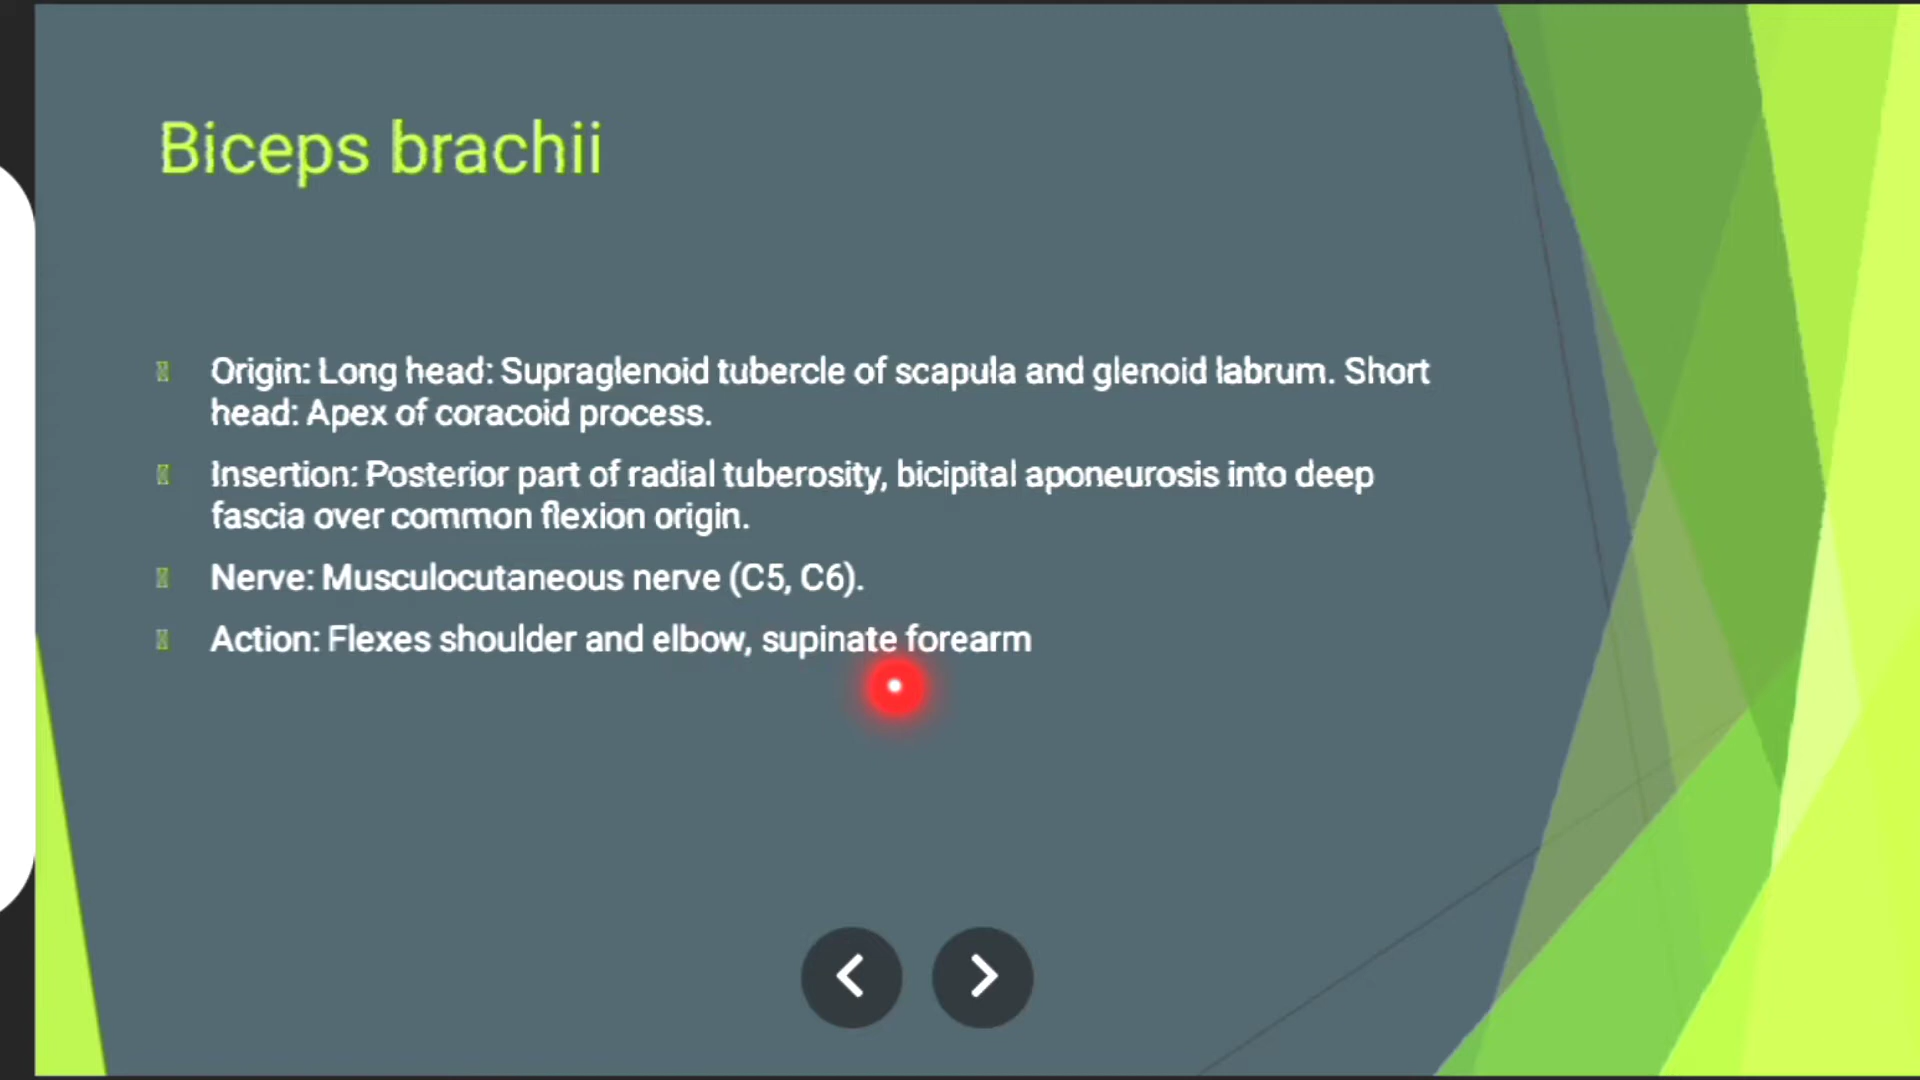 Biceps brachii
Origin: Long head: Supraglenoid tubercle of scapula and glenoid labrum. Short
head: Apex of coracoid process.
Insertion: Posterior part of radial tuberosity, bicipital aponeurosis into deep
fascia over common flexion origin.
Nerve: Musculocutaneous nerve (C5, C6).
Action: Flexes shoulder and elbow, supinate forearm